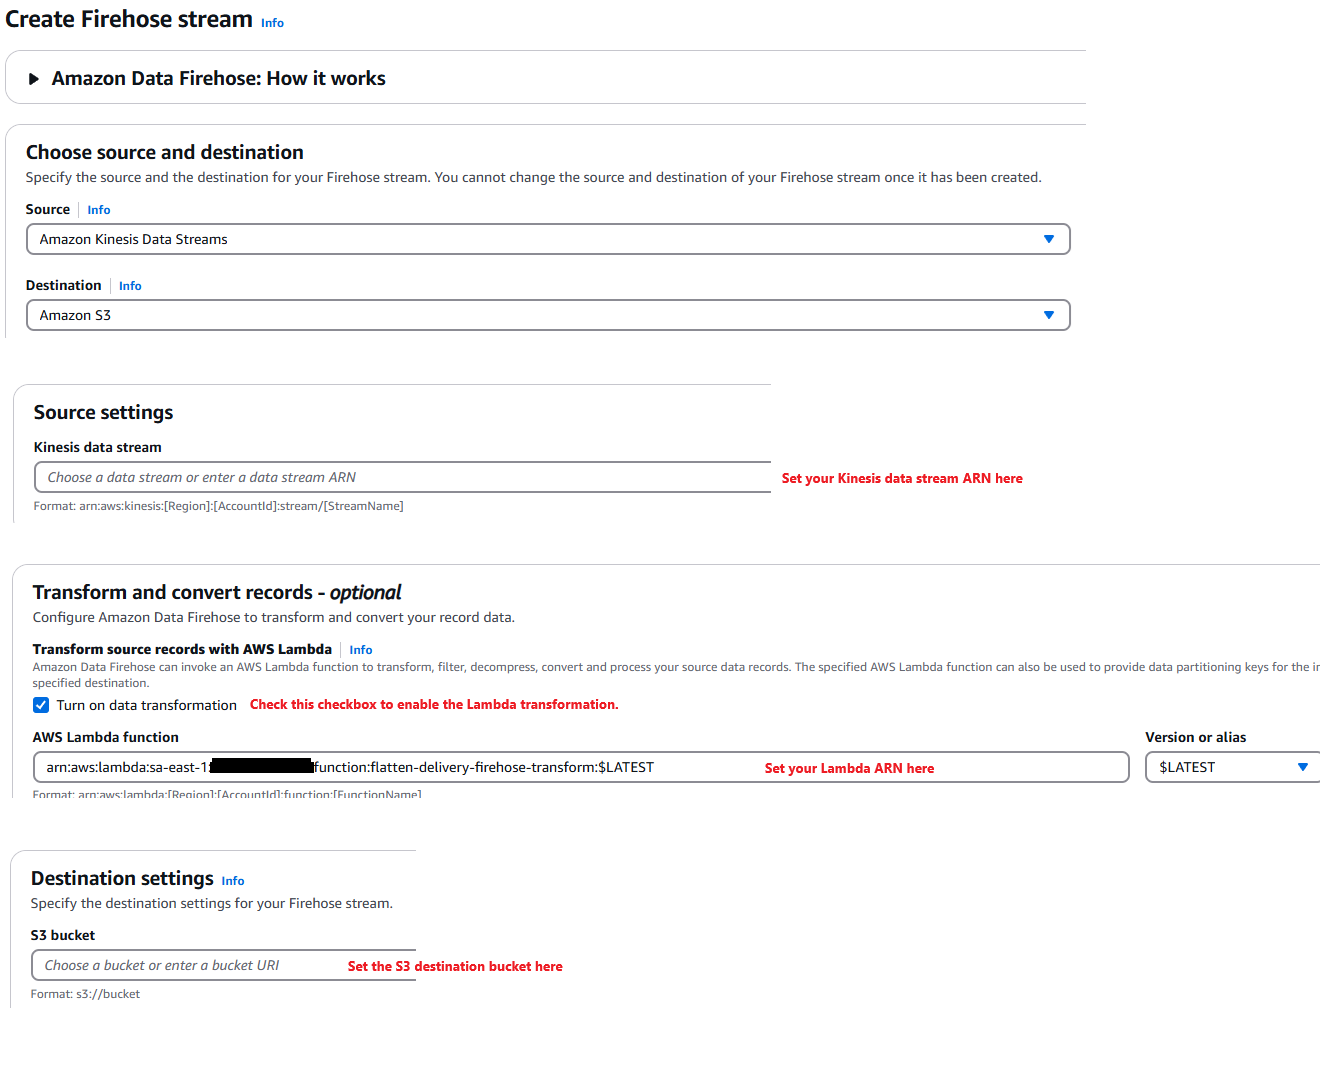 Create Firehose stream Info
Amazon Data Firehose: How it works
Choose source and destination
Specify the source and the destination for your Firehose stream. You cannot change the source and destination of your Firehose stream once it has been created.
Source Info
Amazon Kinesis Data Streams
Destination Info
Amazon S3
Source settings
Kinesis data stream
Choose a data stream or enter a data stream ARN
Set your Kinesis data stream ARN here
Format: arn:aws:kinesis:[Region]:[AccountId]:stream/[StreamName]
Transform and convert records - optional
Configure Amazon Data Firehose to transform and convert your record data.
Transform source records with AWS Lambda Info
Amazon Data Firehose can invoke an AWS Lambda function to transform, filter, decompress, convert and process your source data records. The specified AWS Lambda function can also be used to provide data partitioning keys for the
specified destination.
Turn on data transformation Check this checkbox to enable the Lambda transformation.
AWS Lambda function Version or alias
arn:aws:lambda:sa-east-1: function:flatten-delivery-firehose-transform:$LATEST Set your Lambda ARN here $LATEST
Format: arn:aws:lambda:[Region]:[AccountId]:function:[FunctionName]
Destination settings Info
Specify the destination settings for your Firehose stream.
S3 bucket
Choose a bucket or enter a bucket URI Set the S3 destination bucket here
Format: s3://bucket